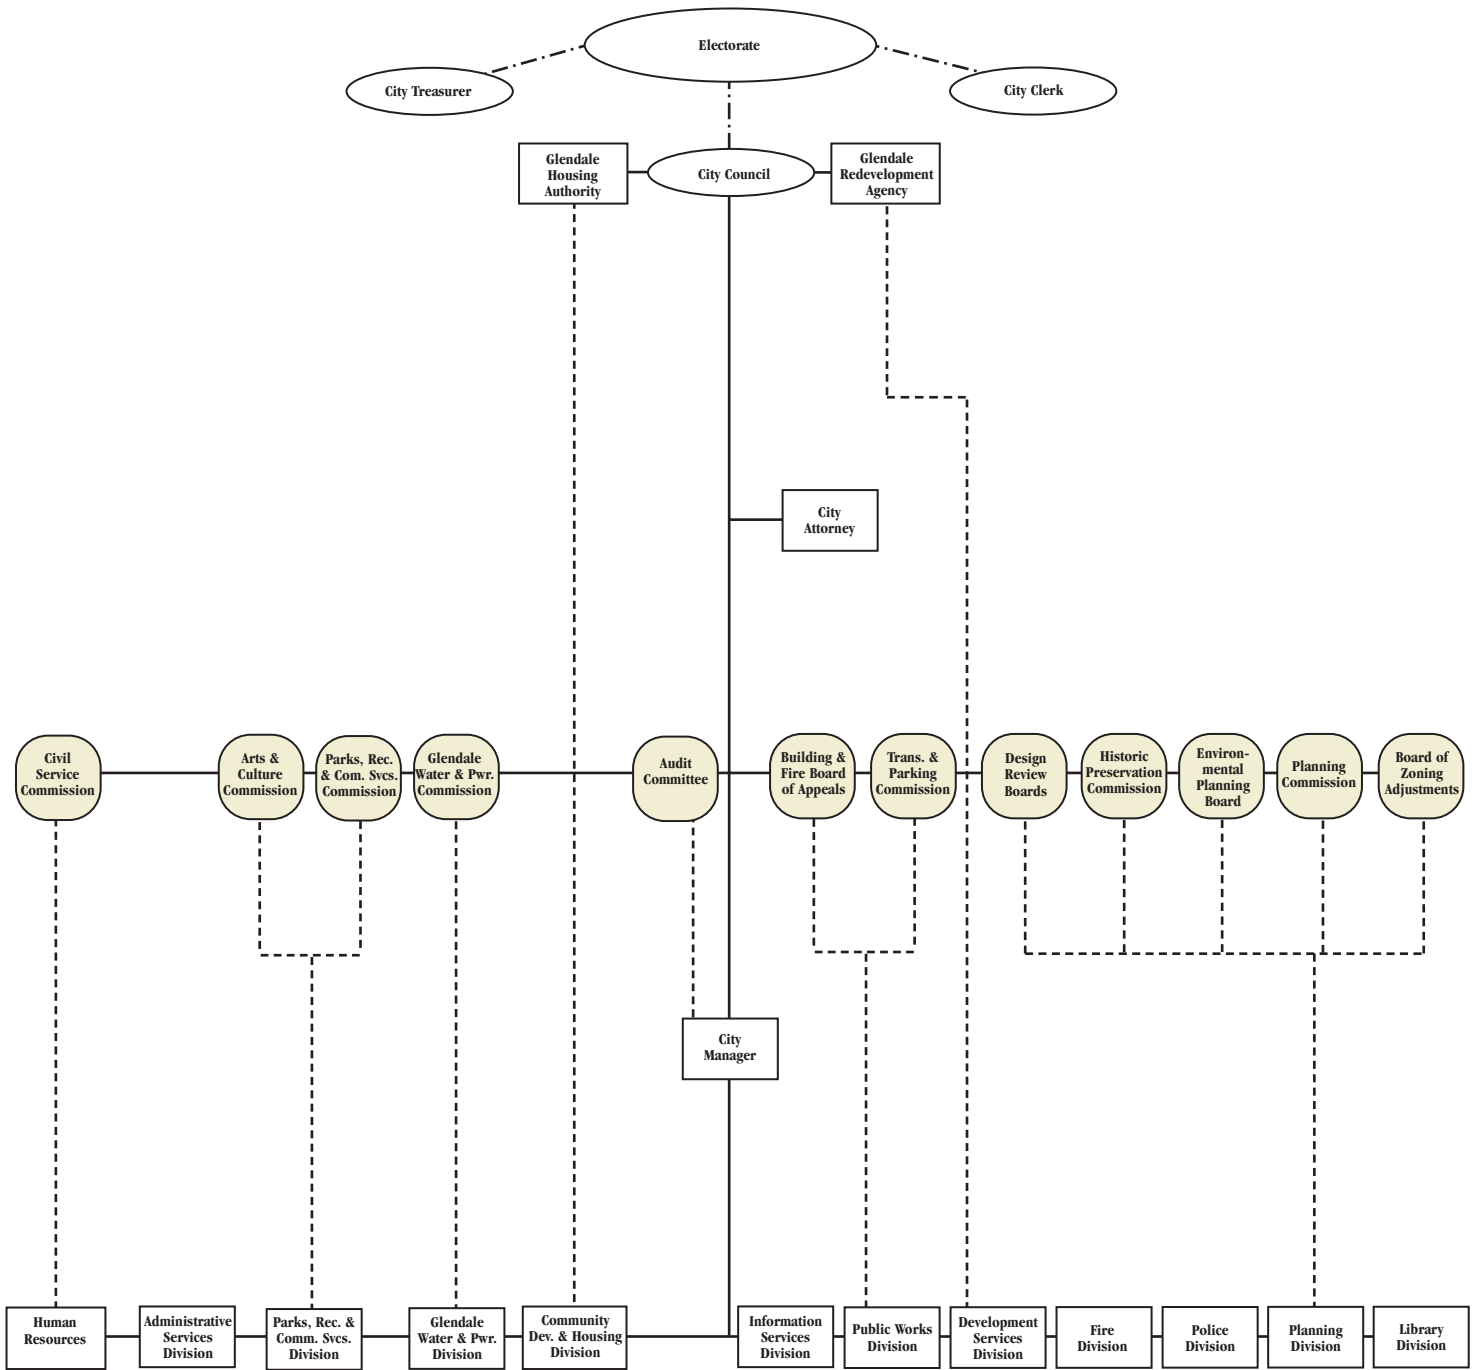 Electorate
City Treasurer
City Clerk
Glendale
Housing
Authority
City Council
Glendale
Redevelopment
Agency
City
Attorney
Civil
Service
Commission
Arts &
Culture
Commission
Parks, Rec.
& Com. Svcs.
Commission
Glendale
Water & Pwr.
Commission
Audit
Committee
Building &
Fire Board
of Appeals
Trans. &
Parking
Commission
Design
Review
Boards
Historic
Preservation
Commission
Environ-
mental
Planning
Board
Planning
Commission
Board of
Zoning
Adjustments
City
Manager
Human
Resources
Administrative
Services
Division
Parks, Rec. &
Comm. Svcs.
Division
Glendale
Water & Pwr.
Division
Community
Dev. & Housing
Division
Information
Services
Division
Public Works
Division
Development
Services
Division
Fire
Division
Police
Division
Planning
Division
Library
Division